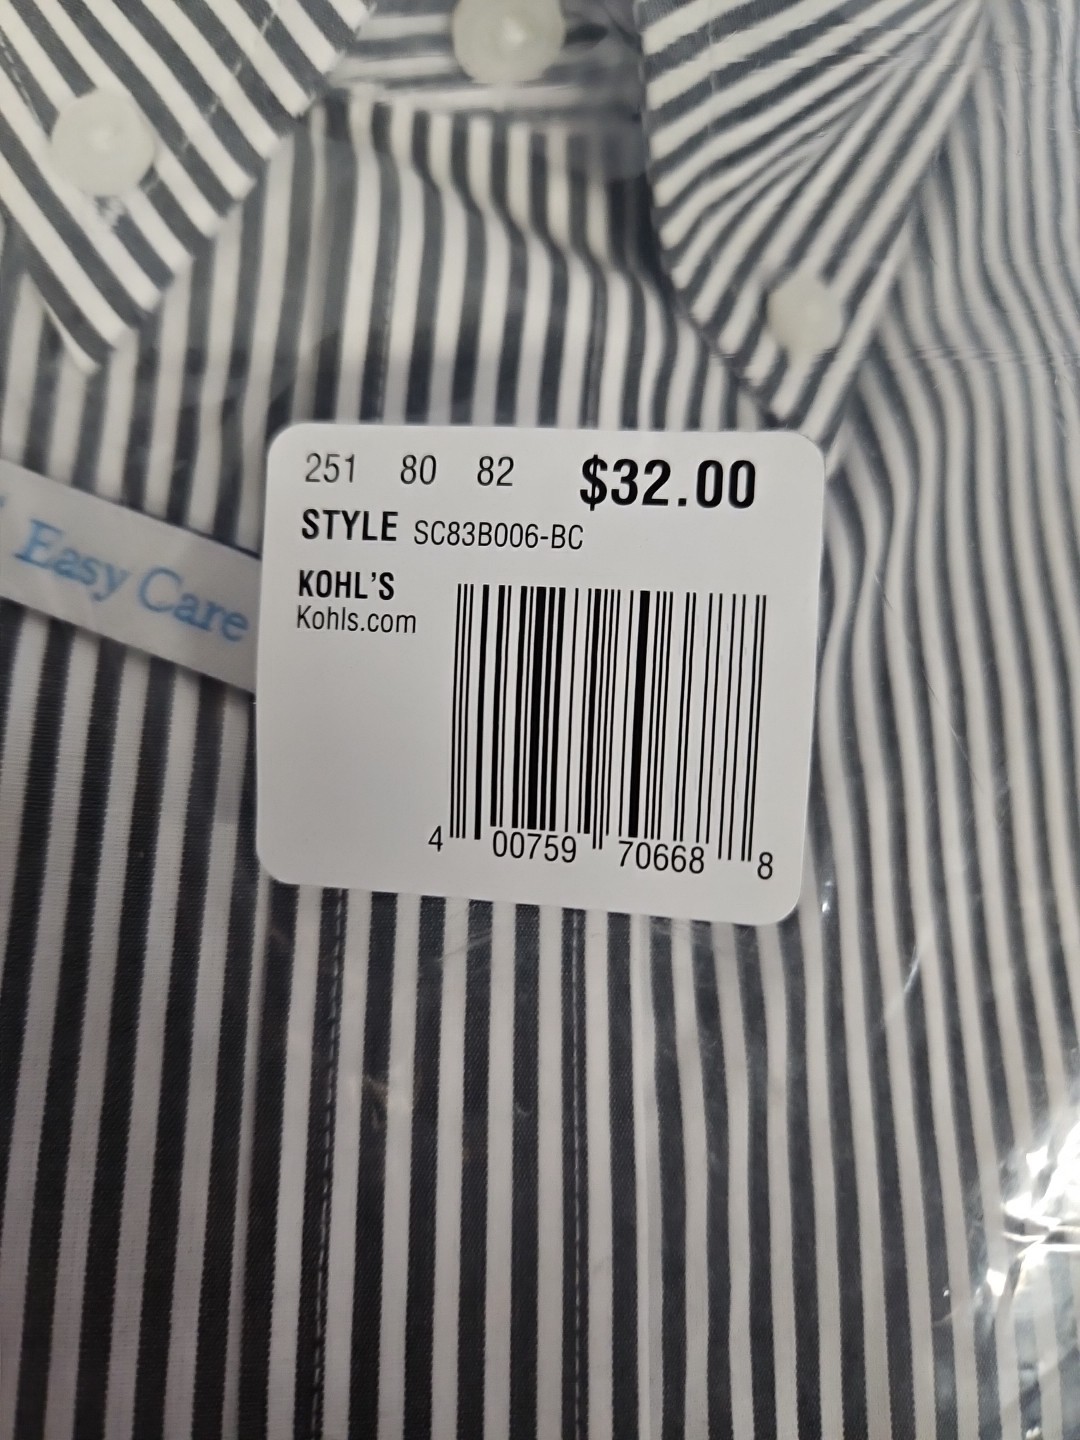 251 80 82 $32.00
STYLE SC83B006-BC
KOHL'S
Kohls.com
4 00759 70668 8
Easy Care